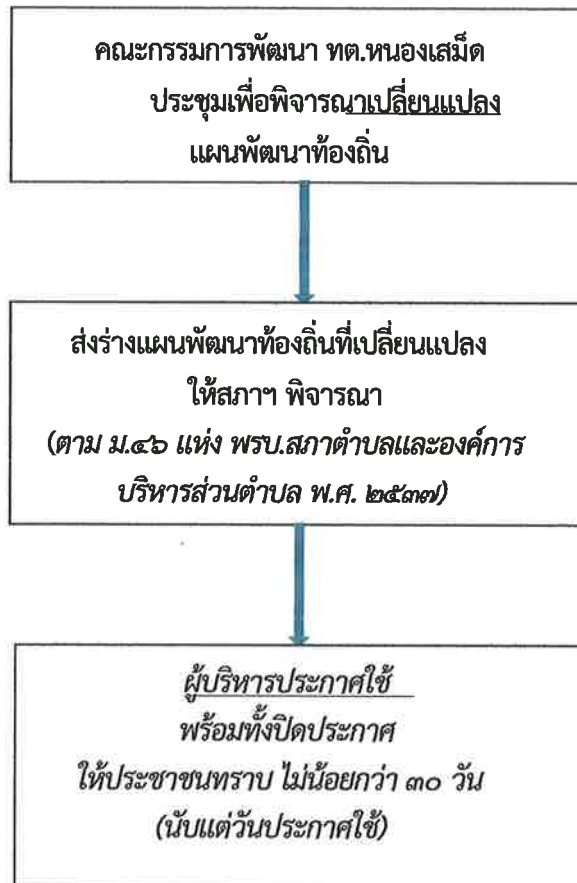 คณะกรรมการพัฒนา ทต.หนองเสม็ด
ประชุมเพื่อพิจารณาเปลี่ยนแปลง
แผนพัฒนาท้องถิ่น
ส่งร่างแผนพัฒนาท้องถิ่นที่เปลี่ยนแปลง
ให้สภาฯ พิจารณา
(ตาม ม.๔๖ แห่ง พรบ.สภาตำบลและองค์การ
บริหารส่วนตำบล พ.ศ. ๒๕๓๗)
ผู้บริหารประกาศใช้
พร้อมทั้งปิดประกาศ
ให้ประชาชนทราบ ไม่น้อยกว่า ๓๐ วัน
(นับแต่วันประกาศใช้)